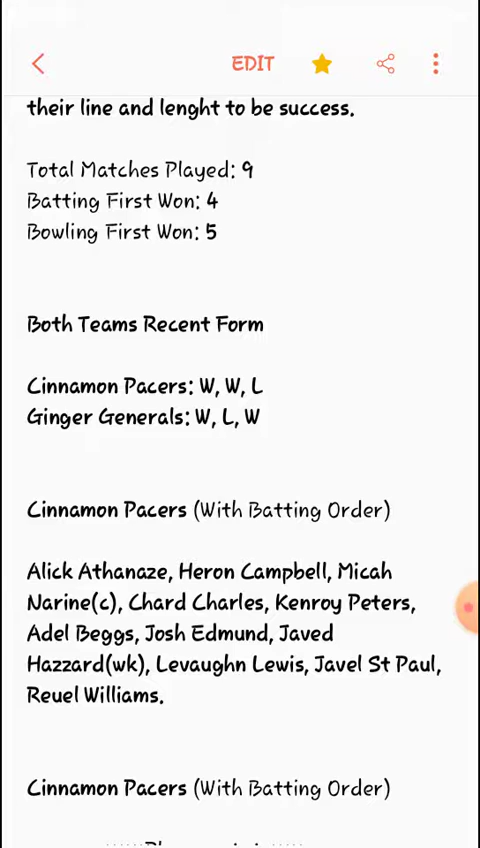 EDIT
their line and lenght to be success.
Total Matches Played: 9
Batting First Won: 4
Bowling First Won: 5
Both Teams Recent Form
Cinnamon Pacers: W, W, L
Ginger Generals: W, L, W
Cinnamon Pacers (With Batting Order)
Alick Athanaze, Heron Campbell, Micah
Narine(c), Chard Charles, Kenroy Peters,
Adel Beggs, Josh Edmund, Javed
Hazzard(wk), Levaughn Lewis, Javel St Paul,
Reuel Williams.
Cinnamon Pacers (With Batting Order)